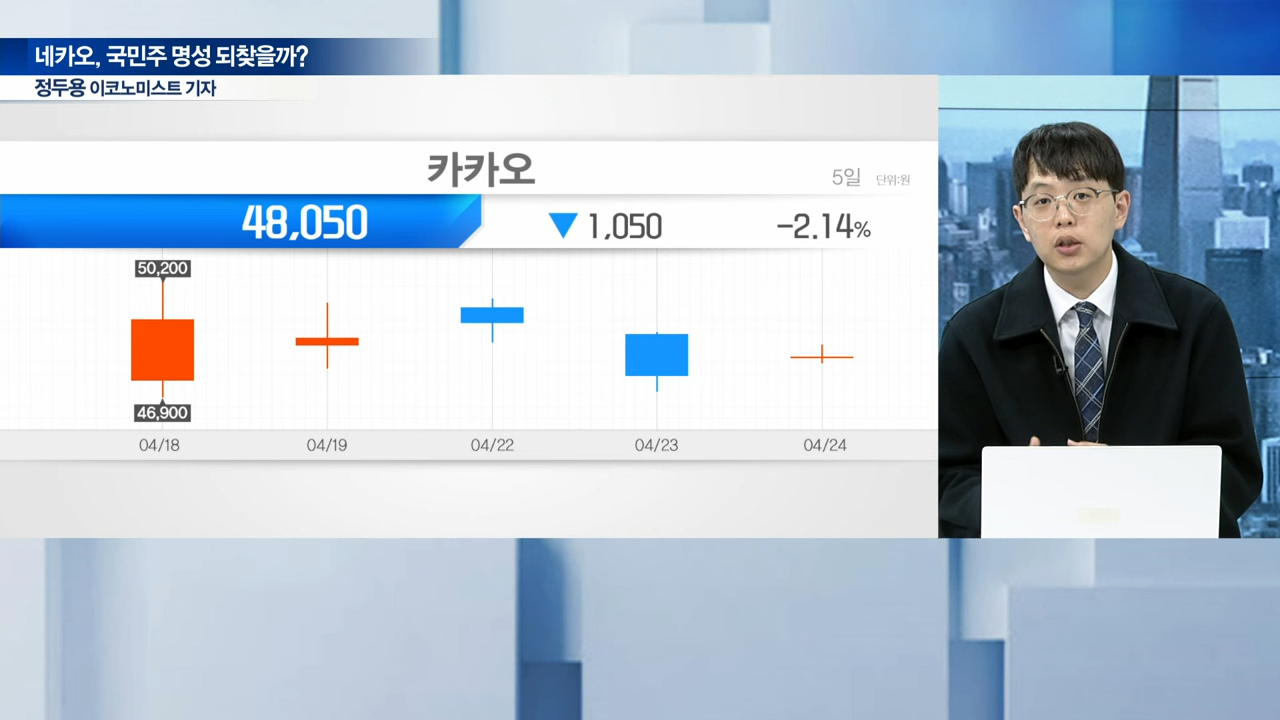 네카오, 국민주 명성 되찾을까?
정두용 이코노미스트 기자
카카오
5일 단위:원
48,050 ▼ 1,050 -2.14%
50,200
46,900
04/18 04/19 04/22 04/23 04/24